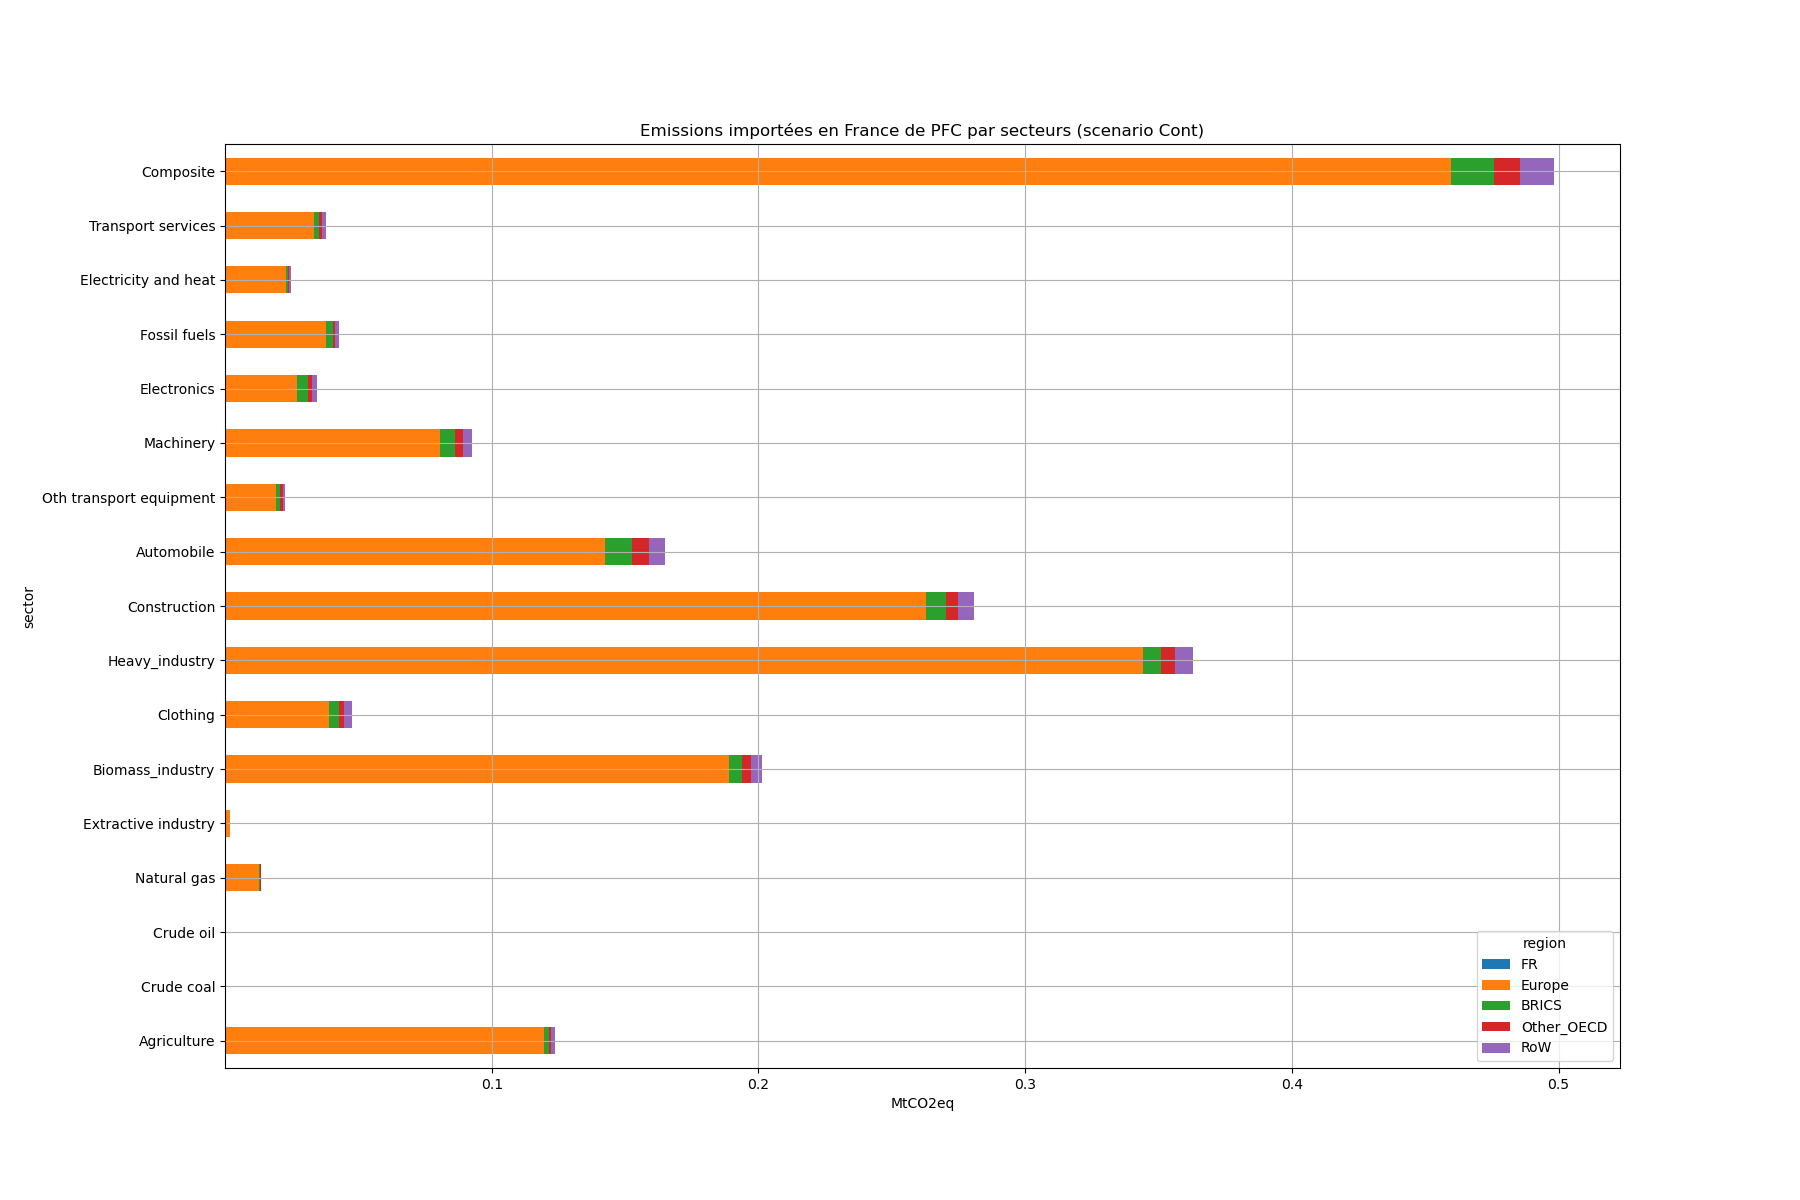 Emissions importées en France de PFC par secteurs (scenario Cont)
Composite
Transport services
Electricity and heat
Fossil fuels
Electronics
Machinery
Oth transport equipment
Automobile
Construction
Heavy_industry
Clothing
Biomass_industry
Extractive industry
Natural gas
Crude oil
Crude coal
Agriculture
sector
0.1 0.2 0.3 0.4 0.5
MtCO2eq
region
FR
Europe
BRICS
Other_OECD
RoW